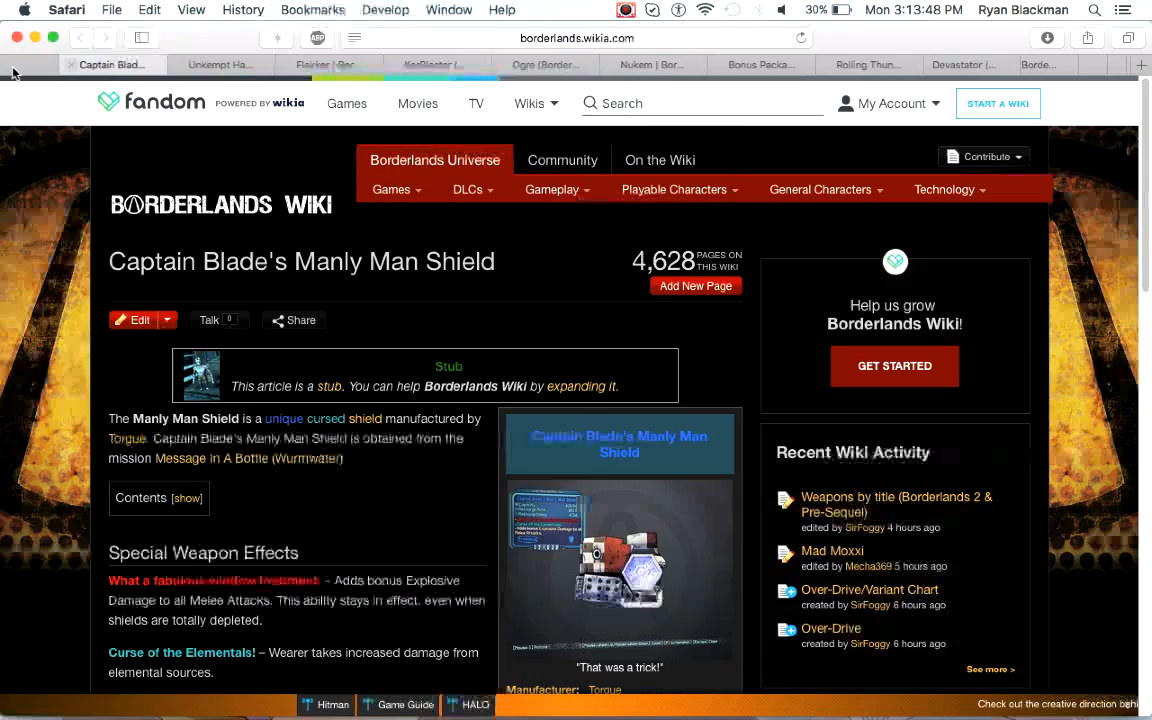 Safari File Edit View History Bookmarks Develop Window Help 30% Mon 3:13:48 PM Ryan Blackman
ABP borderlands.wikia.com
Captain Blad... Unkempt Ha... Flakker | Bor... KerBlaster (... Ogre (Border... Nukem | Bor... Bonus Packa... Rolling Thun... Devastator (... Borde...
fandom POWERED BY wikia Games Movies TV Wikis Search My Account START A WIKI
Borderlands Universe Community On the Wiki Contribute
Games DLCs Gameplay Playable Characters General Characters Technology
BORDERLANDS WIKI
Captain Blade's Manly Man Shield
4,628 PAGES ON THIS WIKI
Add New Page
Edit Talk 0 Share
Stub
This article is a stub. You can help Borderlands Wiki by expanding it.
The Manly Man Shield is a unique cursed shield manufactured by
Torgue. Captain Blade's Manly Man Shield is obtained from the
mission Message In A Bottle (Wurmwater)
Contents [show]
Special Weapon Effects
What a fabulous window treatment – Adds bonus Explosive
Damage to all Melee Attacks. This ability stays in effect, even when
shields are totally depleted.
Curse of the Elementals! – Wearer takes increased damage from
elemental sources.
Captain Blade's Manly Man
Shield
"That was a trick!"
Manufacturer: Torgue
Help us grow
Borderlands Wiki!
GET STARTED
Recent Wiki Activity
Weapons by title (Borderlands 2 &
Pre-Sequel)
edited by SirFoggy 4 hours ago
Mad Moxxi
edited by Mecha369 5 hours ago
Over-Drive/Variant Chart
created by SirFoggy 6 hours ago
Over-Drive
created by SirFoggy 6 hours ago
See more >
Hitman Game Guide HALO Check out the creative direction behi